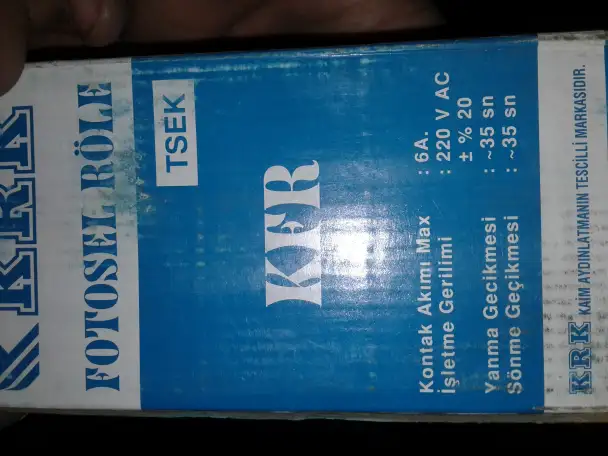 KRK
FOTOSEL RÖLE
TSEK
KFR
Kontak Akımı Max : 6A.
İşletme Gerilimi : 220 V AC
± % 20
Yanma Gecikmesi : ~35 sn
Sönme Geçikmesi : ~35 sn
KRK KAİM AYDINLATMANIN TESCİLLİ MARKASIDIR.